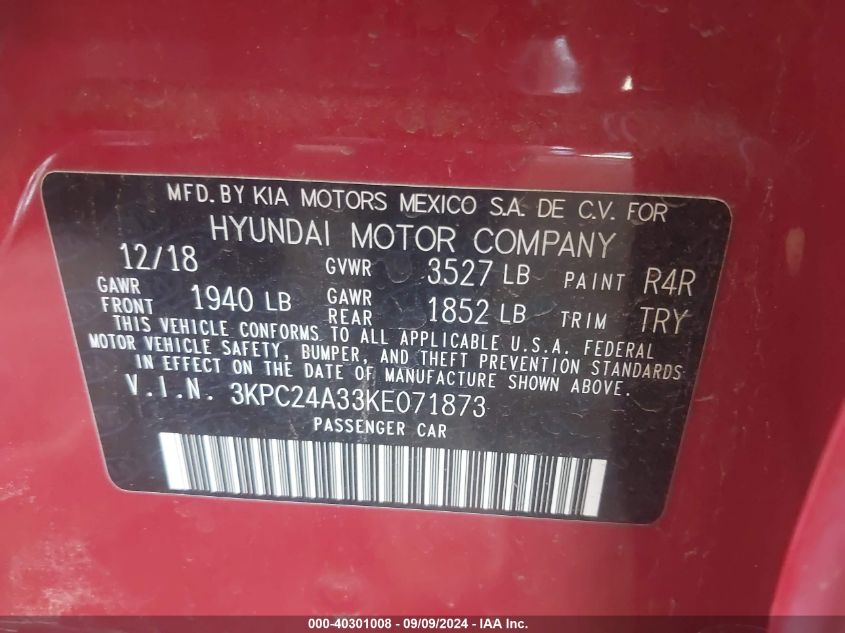 MFD. BY KIA MOTORS MEXICO S.A. DE C.V. FOR
HYUNDAI MOTOR COMPANY
12/18 GVWR 3527 LB PAINT R4R
GAWR FRONT 1940 LB GAWR REAR 1852 LB TRIM TRY
THIS VEHICLE CONFORMS TO ALL APPLICABLE U.S.A. FEDERAL
MOTOR VEHICLE SAFETY, BUMPER, AND THEFT PREVENTION STANDARDS
IN EFFECT ON THE DATE OF MANUFACTURE SHOWN ABOVE.
V.I.N. 3KPC24A33KE071873
PASSENGER CAR
000-40301008 - 09/09/2024 - IAA Inc.